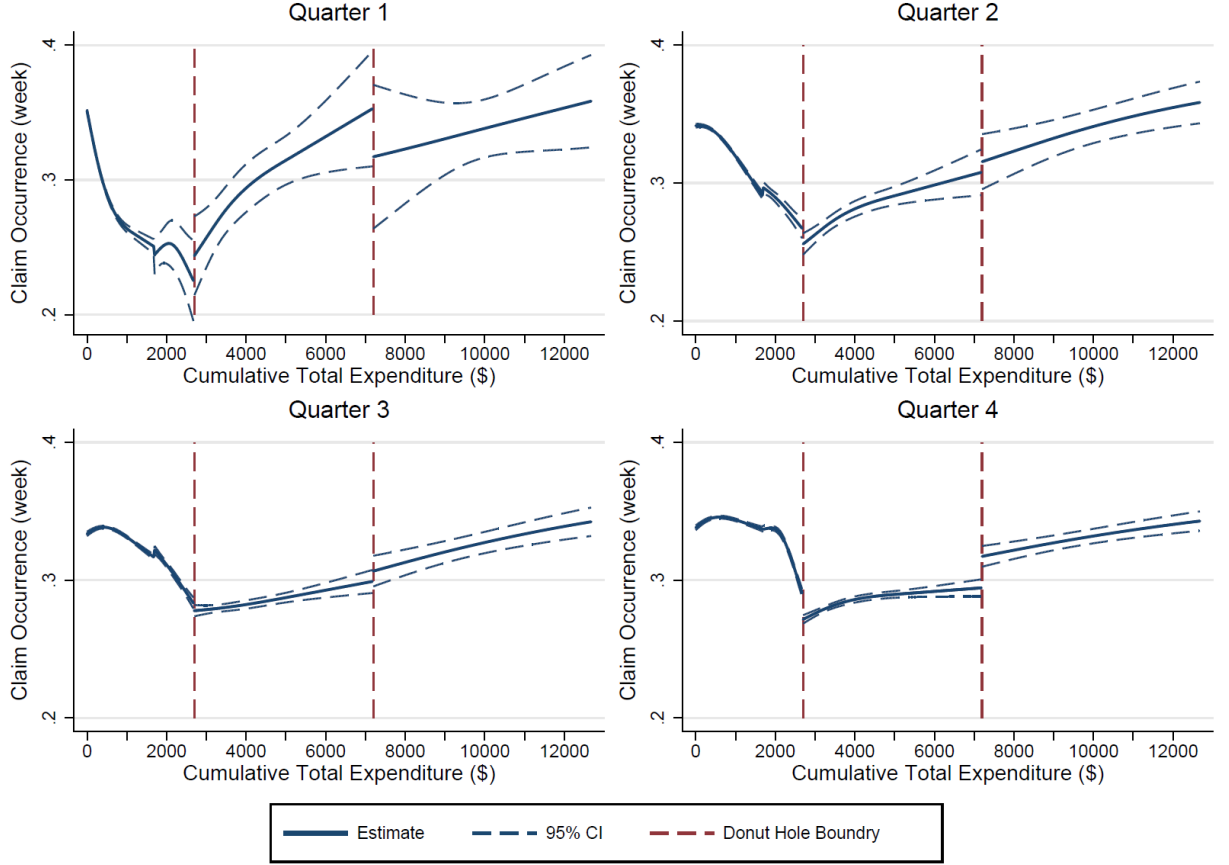 Quarter 1
Claim Occurrence (week)
.4
.3
.2
0 2000 4000 6000 8000 10000 12000
Cumulative Total Expenditure ($)
Quarter 2
Claim Occurrence (week)
.4
.3
.2
0 2000 4000 6000 8000 10000 12000
Cumulative Total Expenditure ($)
Quarter 3
Claim Occurrence (week)
.4
.3
.2
0 2000 4000 6000 8000 10000 12000
Cumulative Total Expenditure ($)
Quarter 4
Claim Occurrence (week)
.4
.3
.2
0 2000 4000 6000 8000 10000 12000
Cumulative Total Expenditure ($)
Estimate 95% CI Donut Hole Boundry